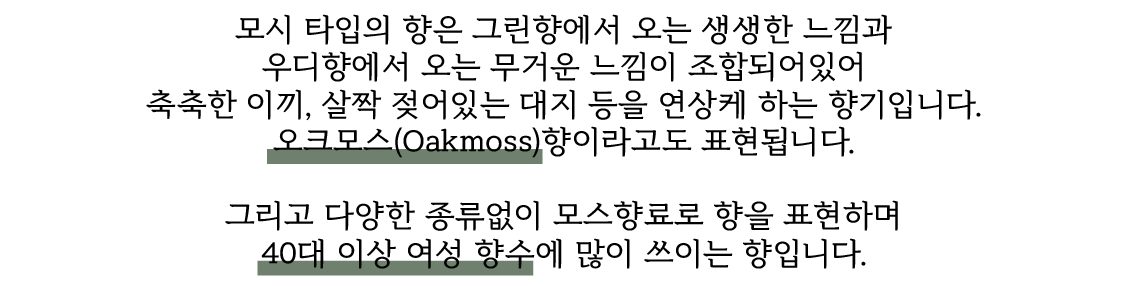 모시 타입의 향은 그린향에서 오는 생생한 느낌과
우디향에서 오는 무거운 느낌이 조합되어있어
축축한 이끼, 살짝 젖어있는 대지 등을 연상케 하는 향기입니다.
오크모스(Oakmoss)향이라고도 표현됩니다.
그리고 다양한 종류없이 모스향료로 향을 표현하며
40대 이상 여성 향수에 많이 쓰이는 향입니다.